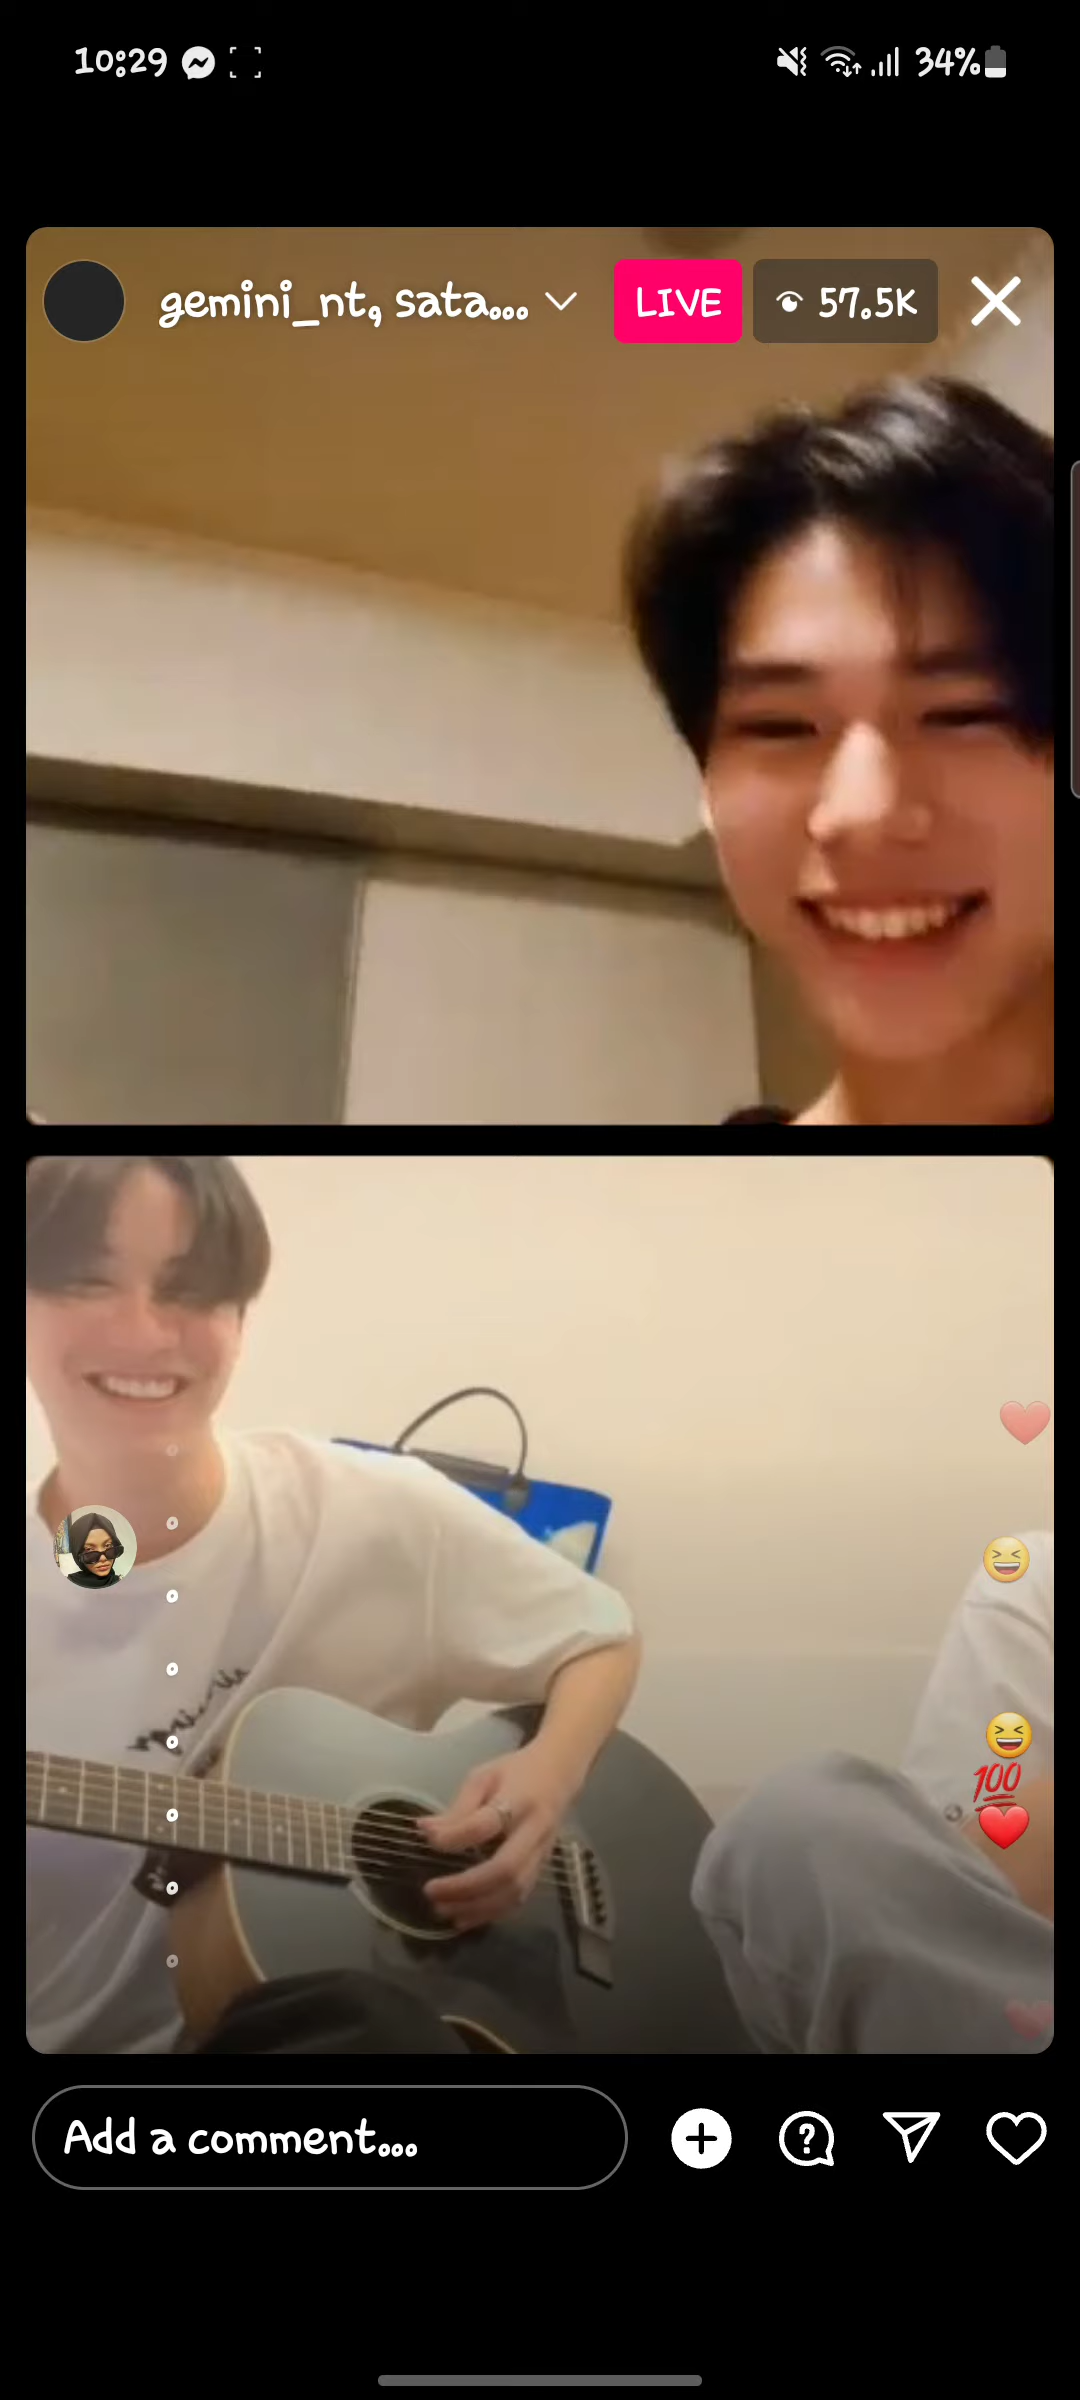 10:29
34%
gemini_nt, sata...
LIVE
57.5K
100
Add a comment...